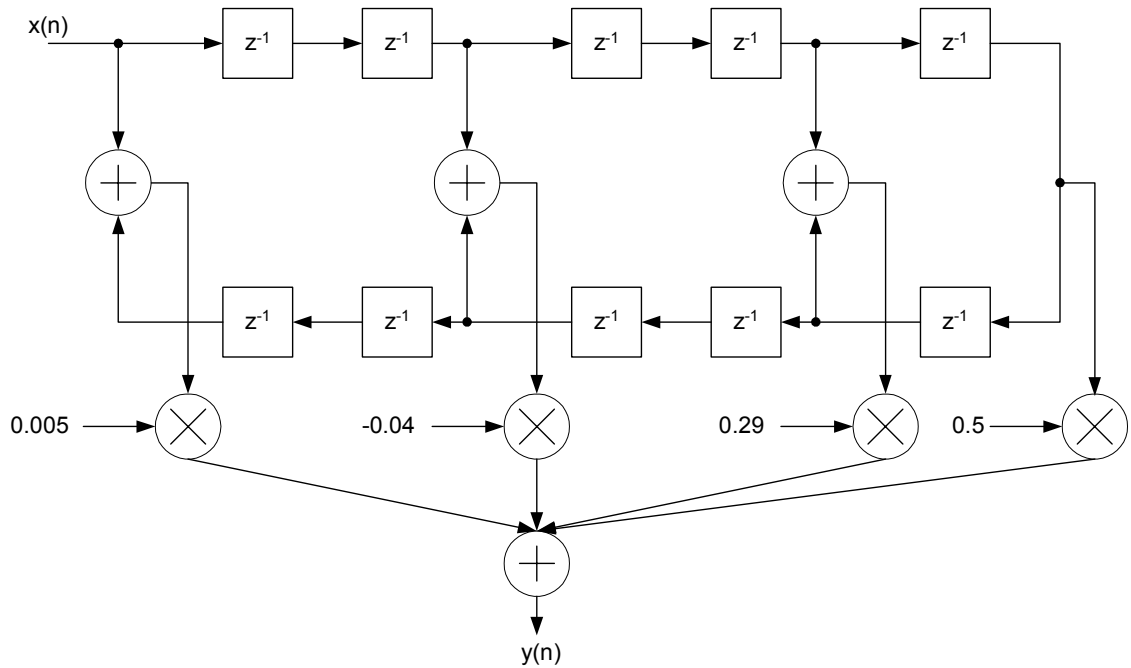 x(n)
z⁻¹ z⁻¹ z⁻¹ z⁻¹ z⁻¹
z⁻¹ z⁻¹ z⁻¹ z⁻¹ z⁻¹
0.005 -0.04 0.29 0.5
y(n)